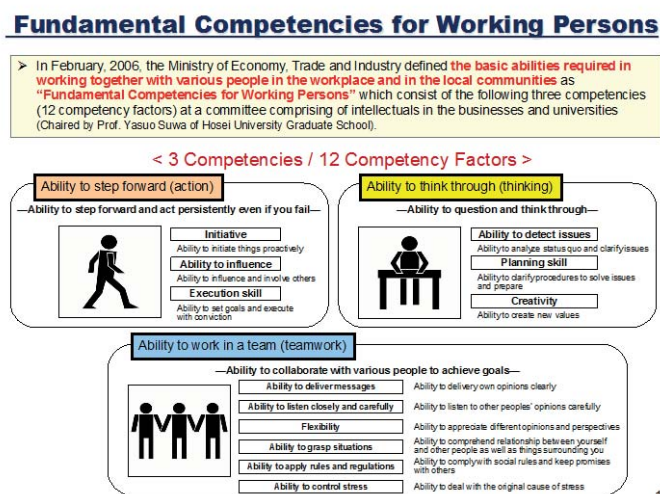 Fundamental Competencies for Working Persons
➢ In February, 2006, the Ministry of Economy, Trade and Industry defined the basic abilities required in
working together with various people in the workplace and in the local communities as
“Fundamental Competencies for Working Persons” which consist of the following three competencies
(12 competency factors) at a committee comprising of intellectuals in the businesses and universities
(Chaired by Prof. Yasuo Suwa of Hosei University Graduate School).
< 3 Competencies / 12 Competency Factors >
Ability to step forward (action)
—Ability to step forward and act persistently even if you fail—
Initiative
Ability to initiate things proactively
Ability to influence
Ability to influence and involve others
Execution skill
Ability to set goals and execute
with conviction
Ability to think through (thinking)
—Ability to question and think through—
Ability to detect issues
Ability to analyze status quo and clarify issues
Planning skill
Ability to clarify procedures to solve issues
and prepare
Creativity
Ability to create new values
Ability to work in a team (teamwork)
—Ability to collaborate with various people to achieve goals—
Ability to deliver messages
Ability to delivery own opinions clearly
Ability to listen closely and carefully
Ability to listen to other peoples' opinions carefully
Flexibility
Ability to appreciate different opinions and perspectives
Ability to grasp situations
Ability to comprehend relationship between yourself
and other people as well as things surrounding you
Ability to apply rules and regulations
Ability to comply with social rules and keep promises
with others
Ability to control stress
Ability to deal with the original cause of stress